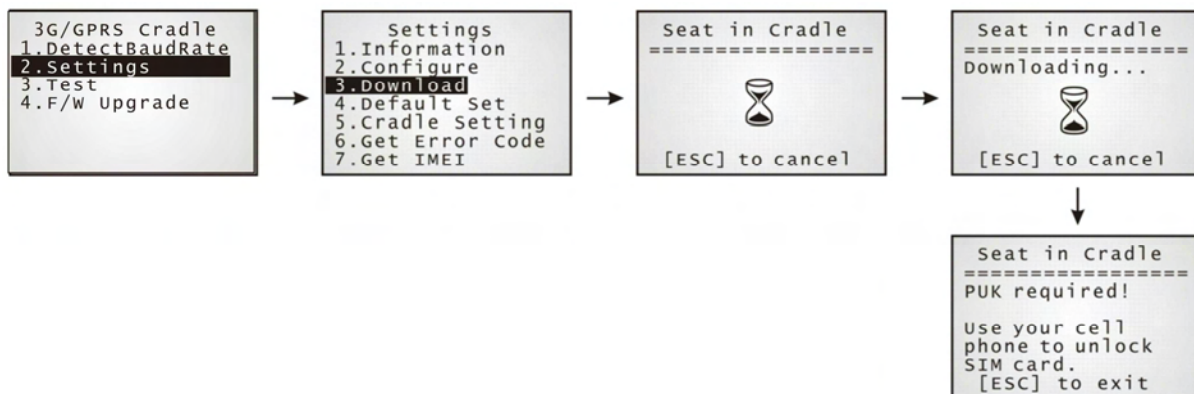 3G/GPRS Cradle
1.DetectBaudRate
2.Settings
3.Test
4.F/W Upgrade
Settings
1.Information
2.Configure
3.Download
4.Default Set
5.Cradle Setting
6.Get Error Code
7.Get IMEI
Seat in Cradle
=================
[ESC] to cancel
Seat in Cradle
=================
Downloading...
[ESC] to cancel
Seat in Cradle
=================
PUK required!
Use your cell
phone to unlock
SIM card.
[ESC] to exit